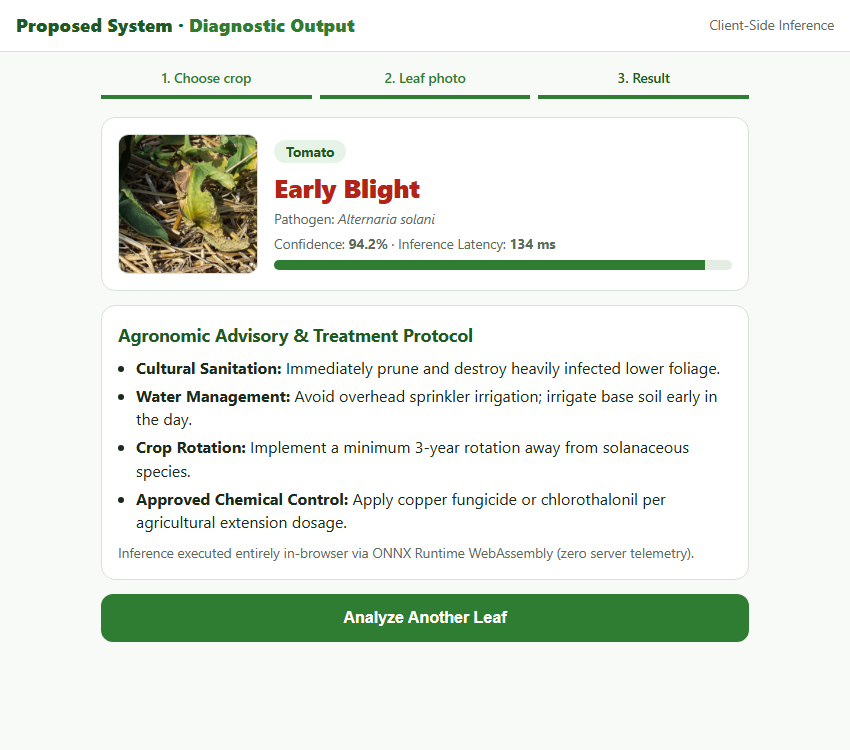 Proposed System · Diagnostic Output
Client-Side Inference
1. Choose crop
2. Leaf photo
3. Result
Tomato
Early Blight
Pathogen: Alternaria solani
Confidence: 94.2% · Inference Latency: 134 ms
Agronomic Advisory & Treatment Protocol
• Cultural Sanitation: Immediately prune and destroy heavily infected lower foliage.
• Water Management: Avoid overhead sprinkler irrigation; irrigate base soil early in
the day.
• Crop Rotation: Implement a minimum 3-year rotation away from solanaceous
species.
• Approved Chemical Control: Apply copper fungicide or chlorothalonil per
agricultural extension dosage.
Inference executed entirely in-browser via ONNX Runtime WebAssembly (zero server telemetry).
Analyze Another Leaf